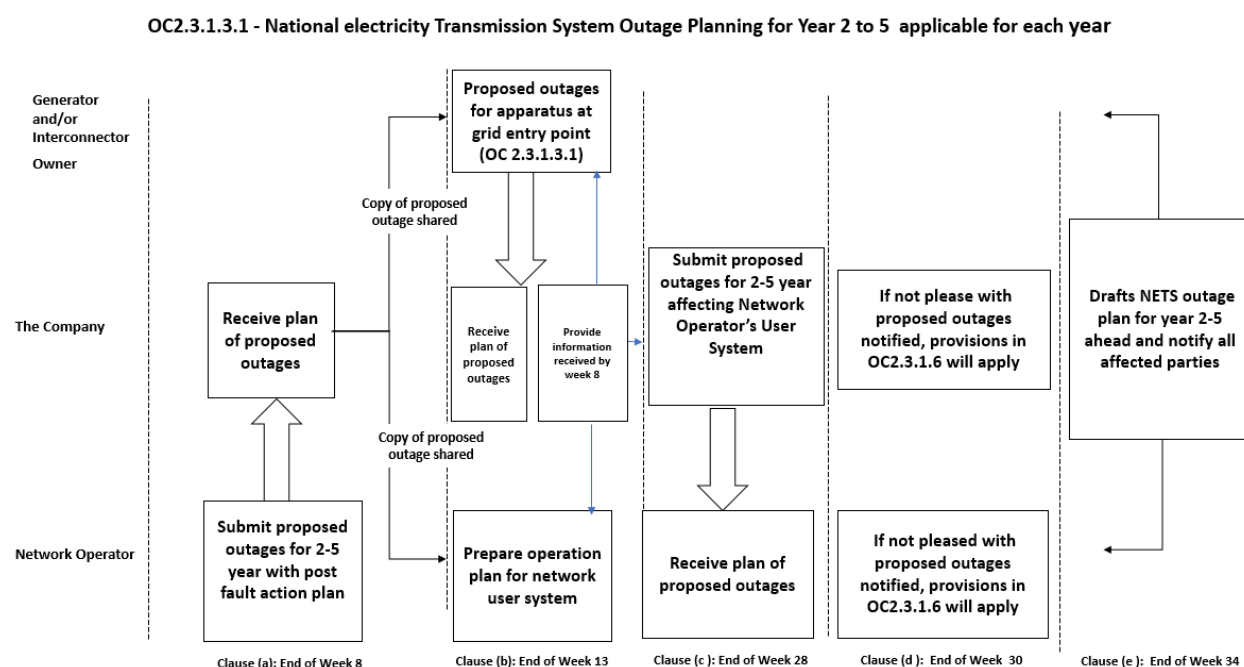 OC2.3.1.3.1 - National electricity Transmission System Outage Planning for Year 2 to 5 applicable for each year
Generator
and/or
Interconnector
Owner
The Company
Network Operator
Submit proposed
outages for 2-5
year with post
fault action plan
Receive plan
of proposed
outages
Copy of proposed
outage shared
Copy of proposed
outage shared
Proposed outages
for apparatus at
grid entry point
(OC 2.3.1.3.1)
Receive
plan of
proposed
outages
Provide
information
received by
week 8
Prepare operation
plan for network
user system
Submit proposed
outages for 2-5 year
affecting Network
Operator's User
System
Receive plan of
proposed outages
If not please with
proposed outages
notified, provisions in
OC2.3.1.6 will apply
If not pleased with
proposed outages
notified, provisions in
OC2.3.1.6 will apply
Drafts NETS outage
plan for year 2-5
ahead and notify all
affected parties
Clause (a): End of Week 8
Clause (b): End of Week 13
Clause (c ): End of Week 28
Clause (d ): End of Week 30
Clause (e ): End of Week 34